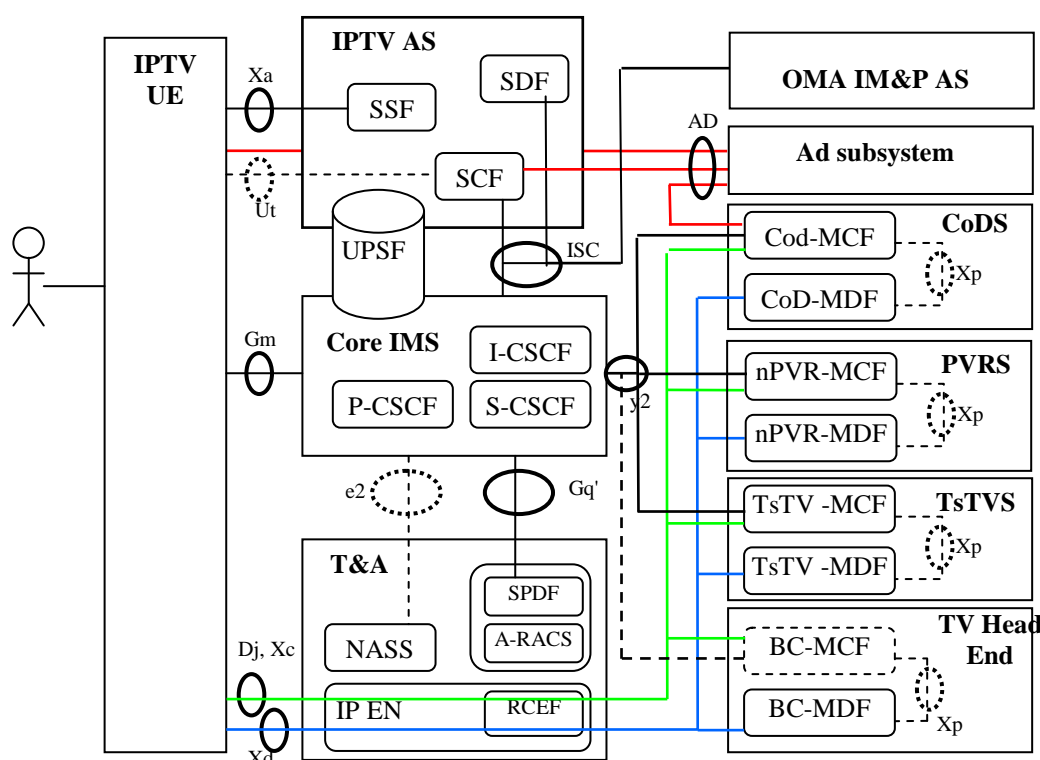 IPTV
UE
IPTV AS
Xa
SSF
SDF
SCF
Ut
UPSF
ISC
AD
OMA IM&P AS
Ad subsystem
CoDS
Cod-MCF
CoD-MDF
Xp
Gm
Core IMS
I-CSCF
P-CSCF
S-CSCF
y2
PVRS
nPVR-MCF
nPVR-MDF
Xp
e2
Gq'
TsTVS
TsTV -MCF
TsTV -MDF
Xp
T&A
SPDF
A-RACS
NASS
Dj, Xc
IP EN
RCEF
Xd
TV Head
End
BC-MCF
BC-MDF
Xp